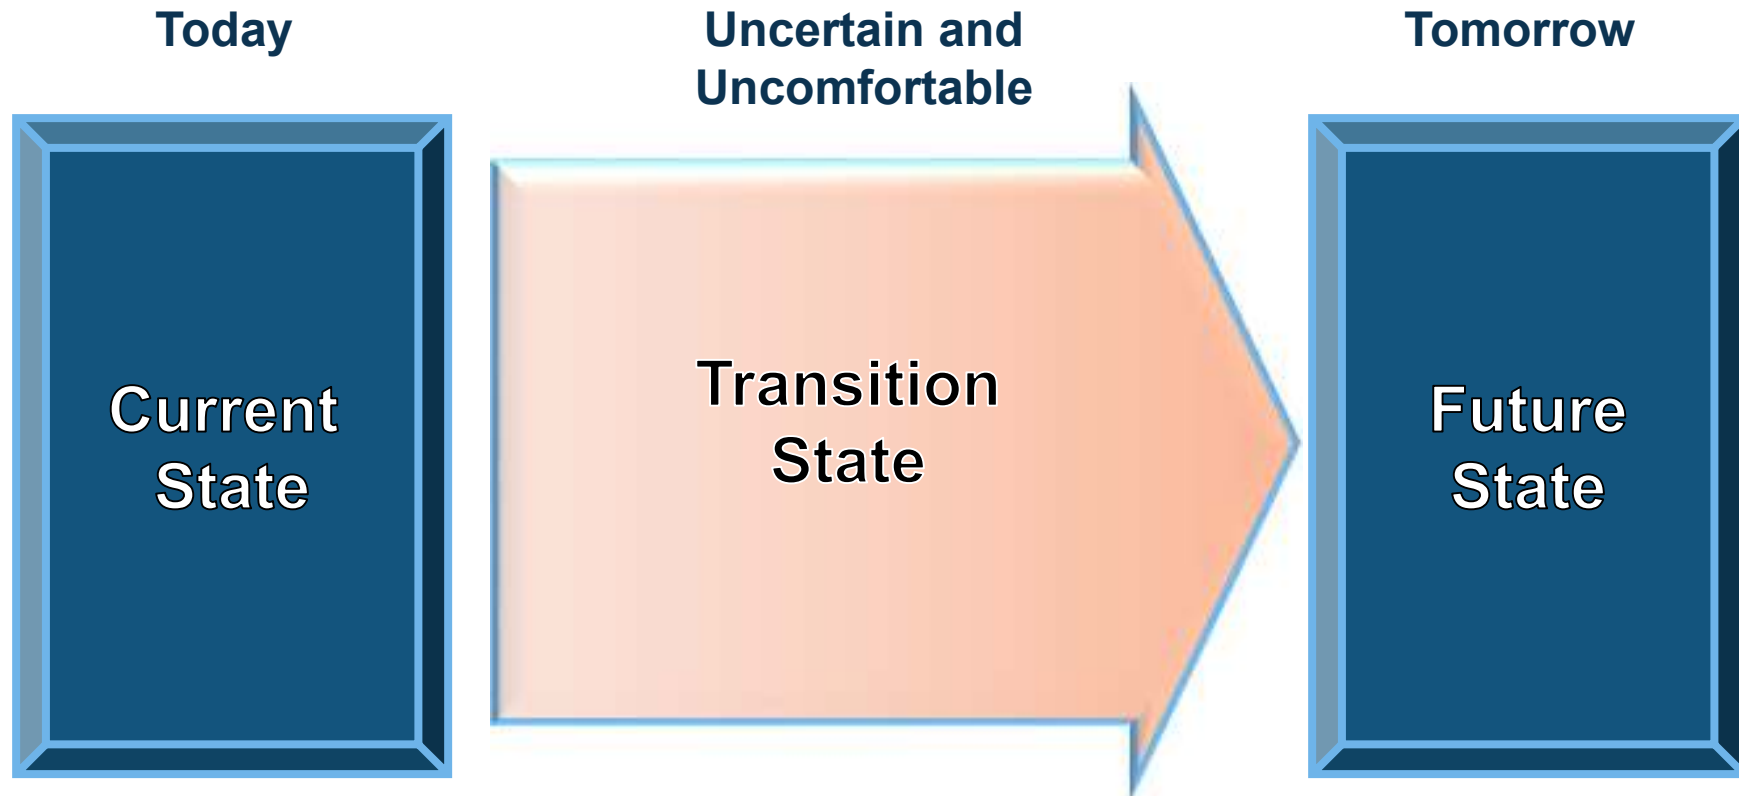 Today
Uncertain and
Uncomfortable
Tomorrow
Current
State
Transition
State
Future
State